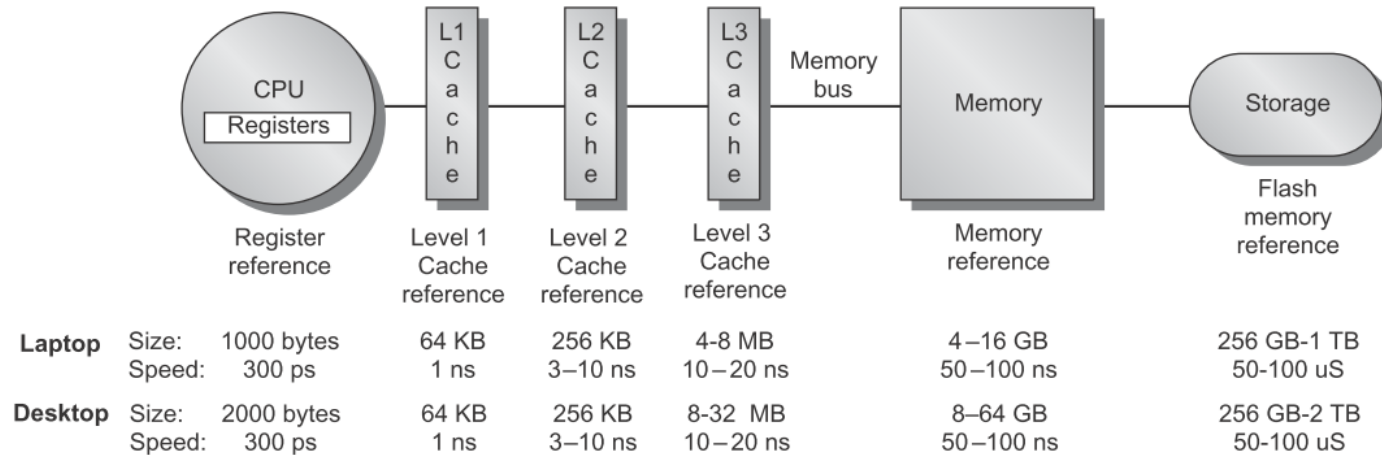 CPU
Registers
L1
C
a
c
h
e
L2
C
a
c
h
e
L3
C
a
c
h
e
Memory
bus
Memory
Storage
Register
reference
Level 1
Cache
reference
Level 2
Cache
reference
Level 3
Cache
reference
Memory
reference
Flash
memory
reference
Laptop Size: 1000 bytes 64 KB 256 KB 4-8 MB 4–16 GB 256 GB-1 TB
Speed: 300 ps 1 ns 3–10 ns 10–20 ns 50–100 ns 50-100 uS
Desktop Size: 2000 bytes 64 KB 256 KB 8-32 MB 8–64 GB 256 GB-2 TB
Speed: 300 ps 1 ns 3–10 ns 10–20 ns 50–100 ns 50-100 uS